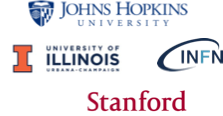 JOHNS HOPKINS
UNIVERSITY
UNIVERSITY OF
ILLINOIS
URBANA-CHAMPAIGN
INFN
Stanford